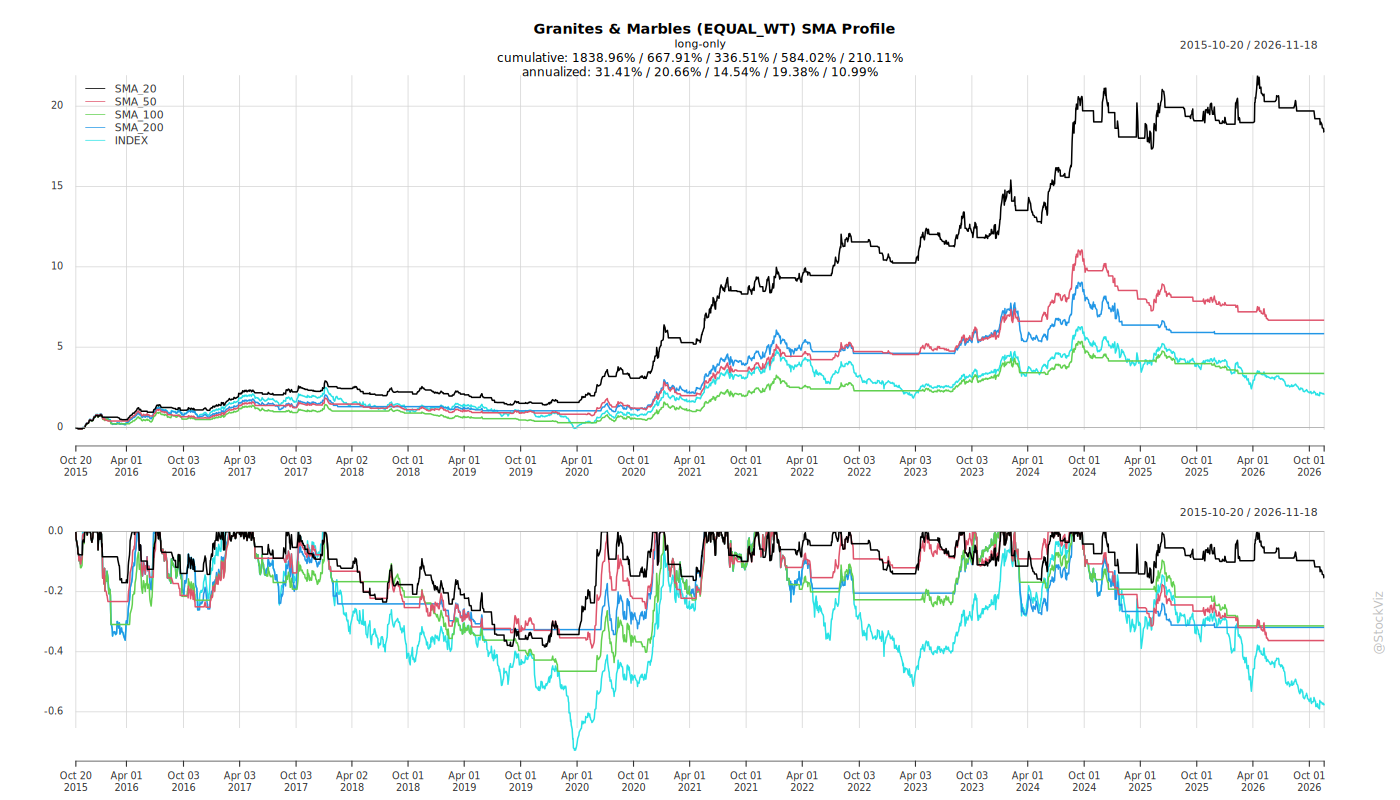 Granites & Marbles (EQUAL_WT) SMA Profile
long-only
cumulative: 1838.96% / 667.91% / 336.51% / 584.02% / 210.11%
annualized: 31.41% / 20.66% / 14.54% / 19.38% / 10.99%
2015-10-20 / 2026-11-18
SMA_20
SMA_50
SMA_100
SMA_200
INDEX
20
15
10
5
0
Oct 20 Apr 01 Oct 03 Apr 03 Oct 03 Apr 02 Oct 01 Apr 01 Oct 01 Apr 01 Oct 01 Apr 01 Oct 01 Apr 01 Oct 03 Apr 03 Oct 03 Apr 01 Oct 01 Apr 01 Oct 01 Apr 01 Oct 01
2015 2016 2016 2017 2017 2018 2018 2019 2019 2020 2020 2021 2021 2022 2022 2023 2023 2024 2024 2025 2025 2026 2026
2015-10-20 / 2026-11-18
0.0
-0.2
-0.4
-0.6
Oct 20 Apr 01 Oct 03 Apr 03 Oct 03 Apr 02 Oct 01 Apr 01 Oct 01 Apr 01 Oct 01 Apr 01 Oct 01 Apr 01 Oct 03 Apr 03 Oct 03 Apr 01 Oct 01 Apr 01 Oct 01 Apr 01 Oct 01
2015 2016 2016 2017 2017 2018 2018 2019 2019 2020 2020 2021 2021 2022 2022 2023 2023 2024 2024 2025 2025 2026 2026
@StockViz